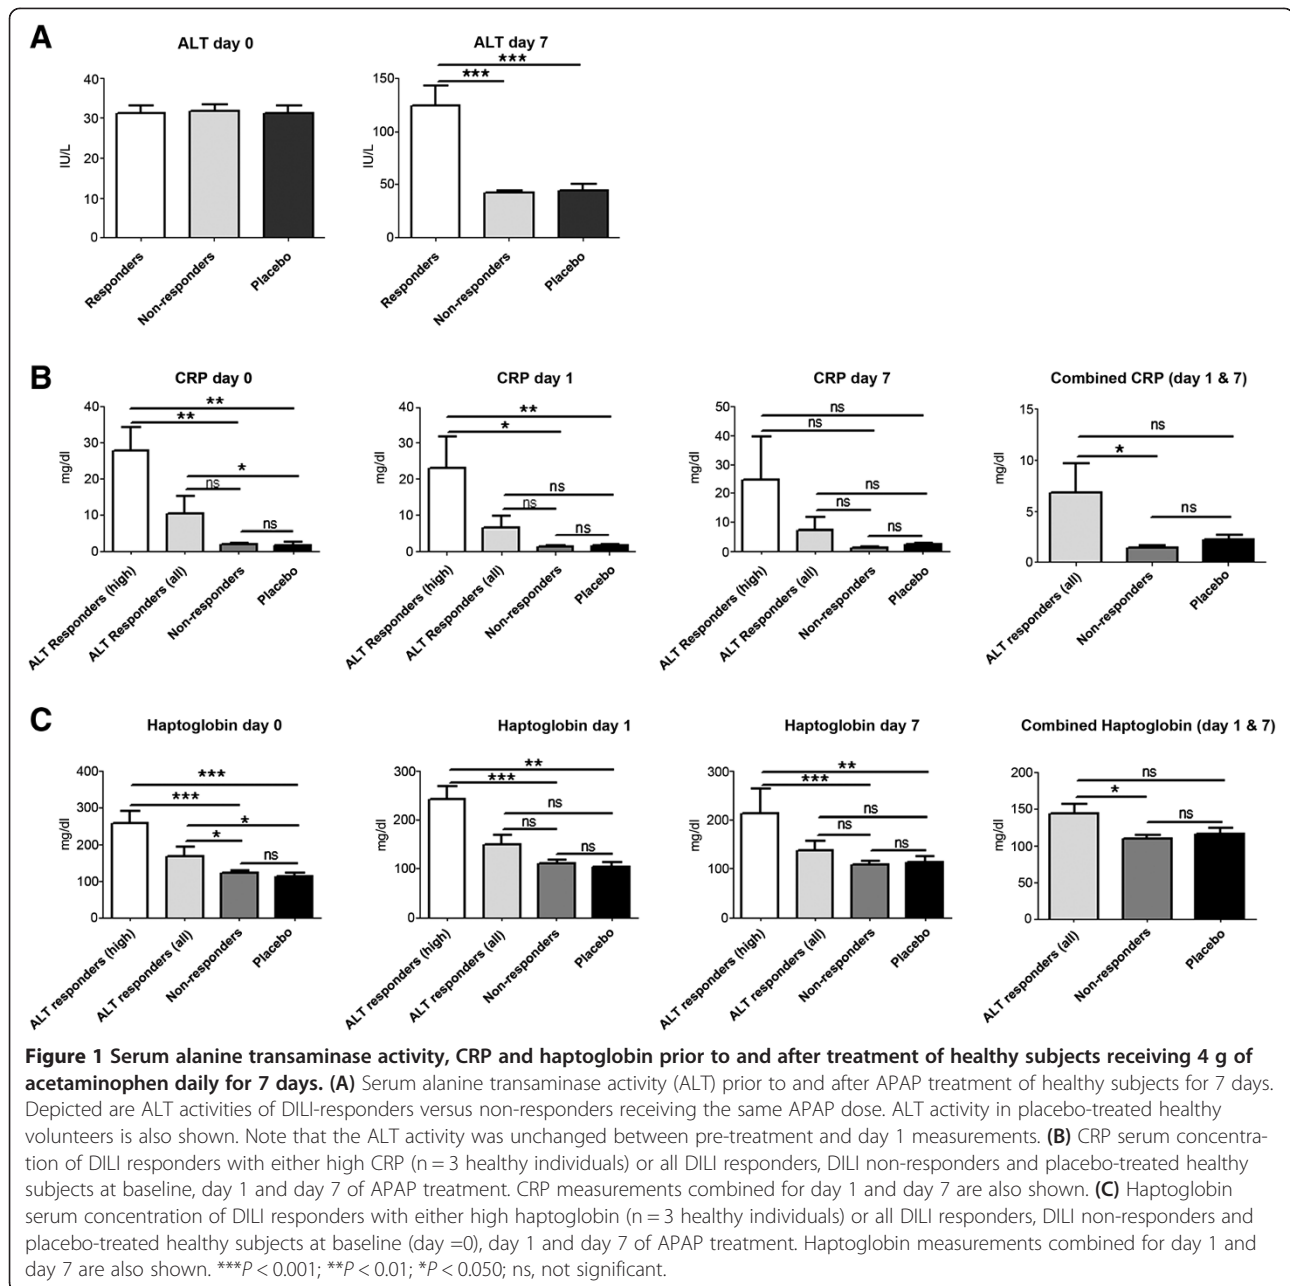 A
ALT day 0
ALT day 7
***
***
40
30
20
10
0
IU/L
150
100
50
0
IU/L
Responders
Non-responders
Placebo
Responders
Non-responders
Placebo
B
CRP day 0
CRP day 1
CRP day 7
Combined CRP (day 1 & 7)
40
30
20
10
0
mg/dl
**
**
*
ns
ns
40
30
20
10
0
mg/dl
**
*
ns
ns
ns
50
40
30
20
10
0
mg/dl
ns
ns
ns
ns
ns
15
10
5
0
mg/dl
ns
*
ns
ALT Responders (high)
ALT Responders (all)
Non-responders
Placebo
ALT Responders (high)
ALT Responders (all)
Non-responders
Placebo
ALT Responders (high)
ALT Responders (all)
Non-responders
Placebo
ALT responders (all)
Non-responders
Placebo
C
Haptoglobin day 0
Haptoglobin day 1
Haptoglobin day 7
Combined Haptoglobin (day 1 & 7)
400
300
200
100
0
mg/dl
***
***
*
*
ns
300
200
100
0
mg/dl
**
***
ns
ns
ns
300
200
100
0
mg/dl
**
***
ns
ns
ns
200
150
100
50
0
mg/dl
ns
*
ns
ALT responders (high)
ALT responders (all)
Non-responders
Placebo
ALT responders (high)
ALT responders (all)
Non-responders
Placebo
ALT responders (high)
ALT responders (all)
Non-responders
Placebo
ALT responders (all)
Non-responders
Placebo
Figure 1 Serum alanine transaminase activity, CRP and haptoglobin prior to and after treatment of healthy subjects receiving 4 g of
acetaminophen daily for 7 days. (A) Serum alanine transaminase activity (ALT) prior to and after APAP treatment of healthy subjects for 7 days.
Depicted are ALT activities of DILI-responders versus non-responders receiving the same APAP dose. ALT activity in placebo-treated healthy
volunteers is also shown. Note that the ALT activity was unchanged between pre-treatment and day 1 measurements. (B) CRP serum concentra-
tion of DILI responders with either high CRP (n = 3 healthy individuals) or all DILI responders, DILI non-responders and placebo-treated healthy
subjects at baseline, day 1 and day 7 of APAP treatment. CRP measurements combined for day 1 and day 7 are also shown. (C) Haptoglobin
serum concentration of DILI responders with either high haptoglobin (n = 3 healthy individuals) or all DILI responders, DILI non-responders and
placebo-treated healthy subjects at baseline (day =0), day 1 and day 7 of APAP treatment. Haptoglobin measurements combined for day 1 and
day 7 are also shown. ***P < 0.001; **P < 0.01; *P < 0.050; ns, not significant.